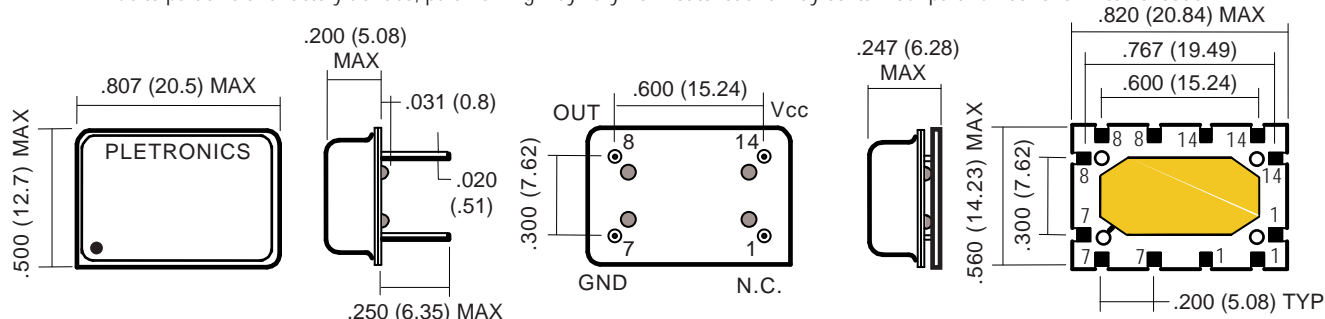 .807 (20.5) MAX
.500 (12.7) MAX
PLETRONICS
.200 (5.08)
MAX
.031 (0.8)
.020
(.51)
.250 (6.35) MAX
.600 (15.24)
OUT
Vcc
8
14
.300 (7.62)
7
1
GND
N.C.
.247 (6.28)
MAX
.820 (20.84) MAX
.767 (19.49)
.600 (15.24)
.560 (14.23) MAX
.300 (7.62)
8 8 14 14
8 14
7 1
7 7 1 1
.200 (5.08) TYP